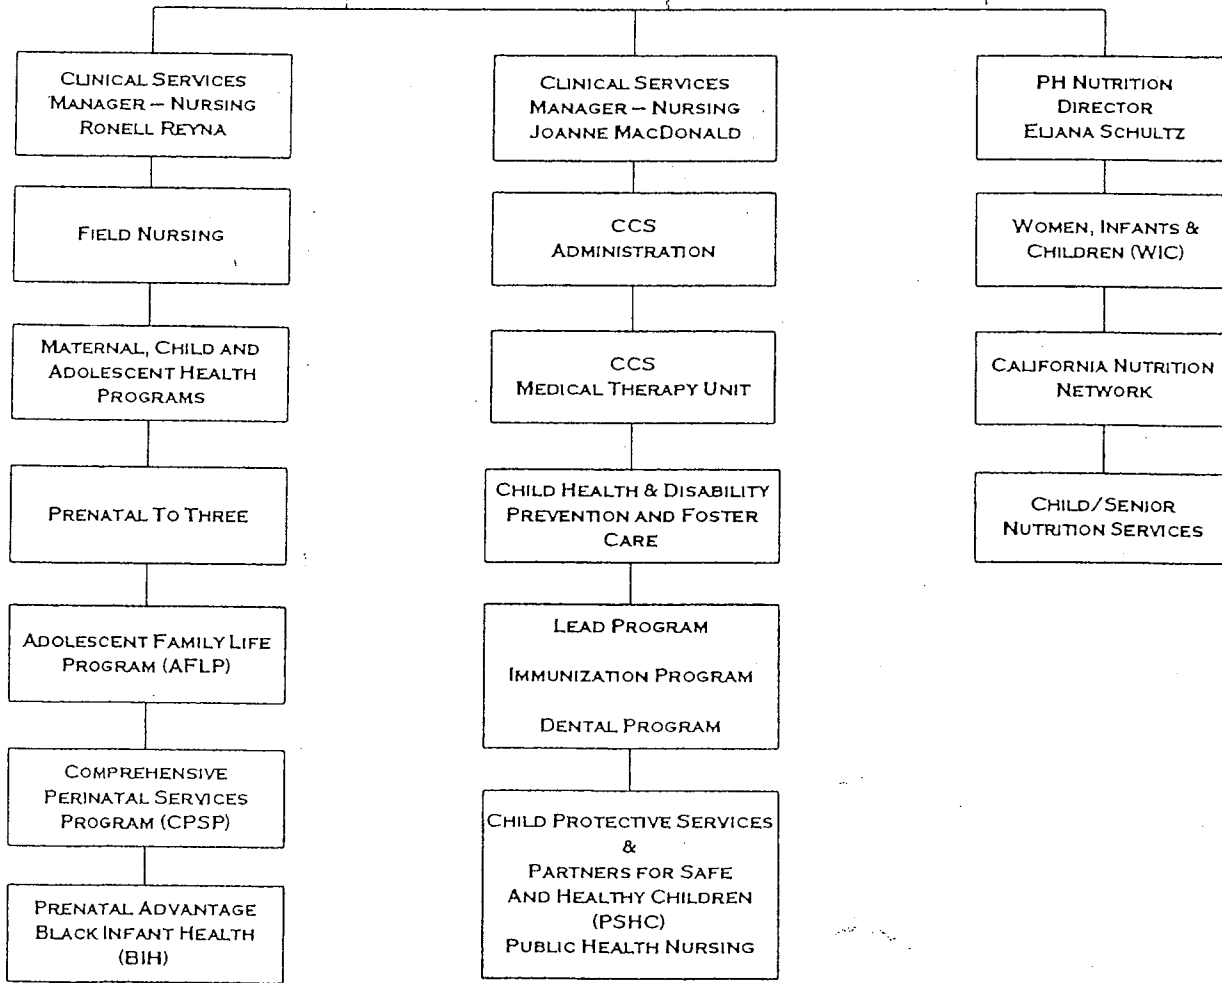 CLINICAL SERVICES
MANAGER – NURSING
RONELL REYNA
FIELD NURSING
MATERNAL, CHILD AND
ADOLESCENT HEALTH
PROGRAMS
PRENATAL TO THREE
ADOLESCENT FAMILY LIFE
PROGRAM (AFLP)
COMPREHENSIVE
PERINATAL SERVICES
PROGRAM (CPSP)
PRENATAL ADVANTAGE
BLACK INFANT HEALTH
(BIH)
CLINICAL SERVICES
MANAGER – NURSING
JOANNE MACDONALD
CCS
ADMINISTRATION
CCS
MEDICAL THERAPY UNIT
CHILD HEALTH & DISABILITY
PREVENTION AND FOSTER
CARE
LEAD PROGRAM
IMMUNIZATION PROGRAM
DENTAL PROGRAM
CHILD PROTECTIVE SERVICES
&
PARTNERS FOR SAFE
AND HEALTHY CHILDREN
(PSHC)
PUBLIC HEALTH NURSING
PH NUTRITION
DIRECTOR
ELIANA SCHULTZ
WOMEN, INFANTS &
CHILDREN (WIC)
CALIFORNIA NUTRITION
NETWORK
CHILD/SENIOR
NUTRITION SERVICES